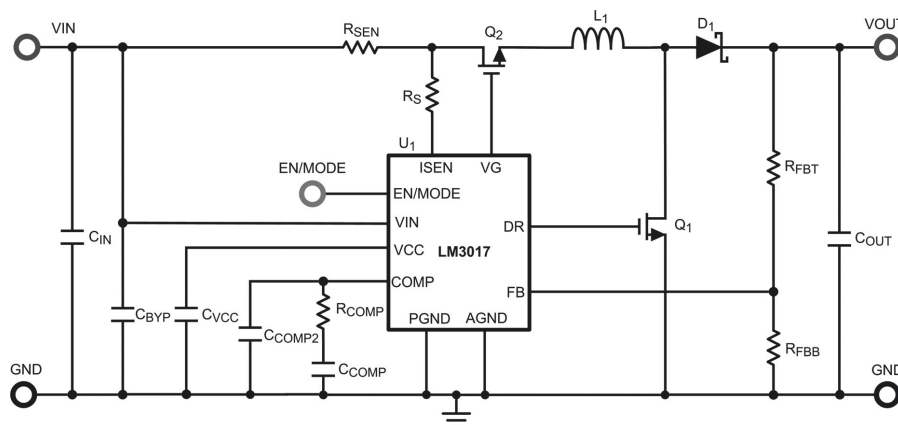 VIN
RSEN
Q2
L1
D1
VOUT
RS
U1
ISEN
VG
EN/MODE
EN/MODE
RFBT
VIN
DR
Q1
CIN
VCC
LM3017
COUT
COMP
FB
CBYP
CVCC
RCOMP
PGND
AGND
CCOMP2
RFBB
GND
CCOMP
GND